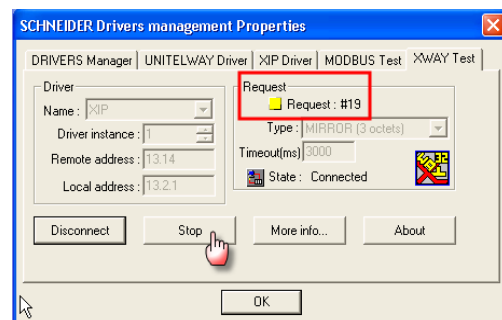 SCHNEIDER Drivers management Properties
DRIVERS Manager UNITELWAY Driver XIP Driver MODBUS Test XWAY Test
Driver
Name : XIP
Driver instance : 1
Remote address : 13.14
Local address : 13.2.1
Request
Request : #19
Type : MIRROR (3 octets)
Timeout(ms) 3000
State : Connected
Disconnect Stop More info... About
OK